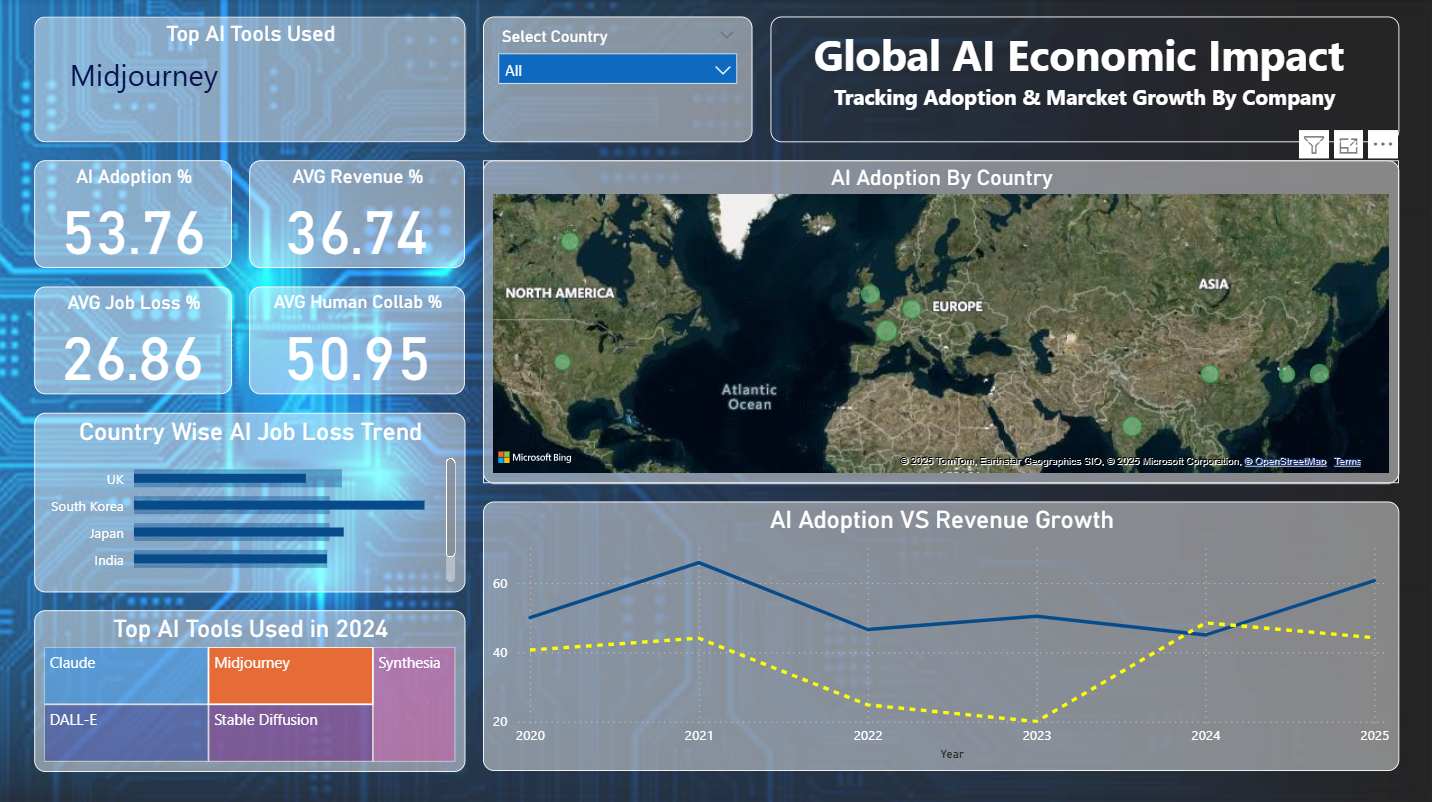 Top AI Tools Used
Midjourney
Select Country
All
Global AI Economic Impact
Tracking Adoption & Marcket Growth By Company
AI Adoption %
53.76
AVG Revenue %
36.74
AVG Job Loss %
26.86
AVG Human Collab %
50.95
AI Adoption By Country
NORTH AMERICA
EUROPE
ASIA
Atlantic
Ocean
Microsoft Bing
© 2025 TomTom, Earthstar Geographics SIO, © 2025 Microsoft Corporation, © OpenStreetMap Terms
Country Wise AI Job Loss Trend
UK
South Korea
Japan
India
Top AI Tools Used in 2024
Claude
Midjourney
Synthesia
DALL-E
Stable Diffusion
AI Adoption VS Revenue Growth
60
40
20
2020 2021 2022 2023 2024 2025
Year